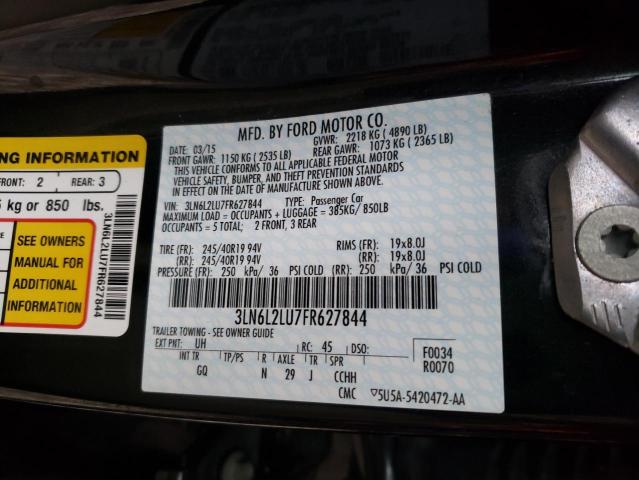 MFD. BY FORD MOTOR CO.
DATE: 03/15 GVWR: 2218 KG ( 4890 LB)
FRONT GAWR: 1150 KG ( 2535 LB) REAR GAWR: 1073 KG ( 2365 LB)
THIS VEHICLE CONFORMS TO ALL APPLICABLE FEDERAL MOTOR
VEHICLE SAFETY, BUMPER, AND THEFT PREVENTION STANDARDS
IN EFFECT ON THE DATE OF MANUFACTURE SHOWN ABOVE.
VIN: 3LN6L2LU7FR627844 TYPE: Passenger Car
MAXIMUM LOAD = OCCUPANTS + LUGGAGE = 385KG/ 850LB
OCCUPANTS = 5 TOTAL; 2 FRONT, 3 REAR
TIRE (FR): 245/40R19 94V RIMS (FR): 19x8.0J
(RR): 245/40R19 94V (RR): 19x8.0J
PRESSURE (FR): 250 kPa/ 36 PSI COLD (RR): 250 kPa/ 36 PSI COLD
3LN6L2LU7FR627844
TRAILER TOWING - SEE OWNER GUIDE
EXT PNT: UH RC: 45 DSO: F0034
R0070
INT TR TP/PS R AXLE TR SPR
GQ N 29 J CCHH
CMC ▽5U5A-5420472-AA
NG INFORMATION
FRONT: 2 REAR: 3
kg or 850 lbs.
SEE OWNERS
MANUAL FOR
ADDITIONAL
INFORMATION
3LN6L2LU7FR627844